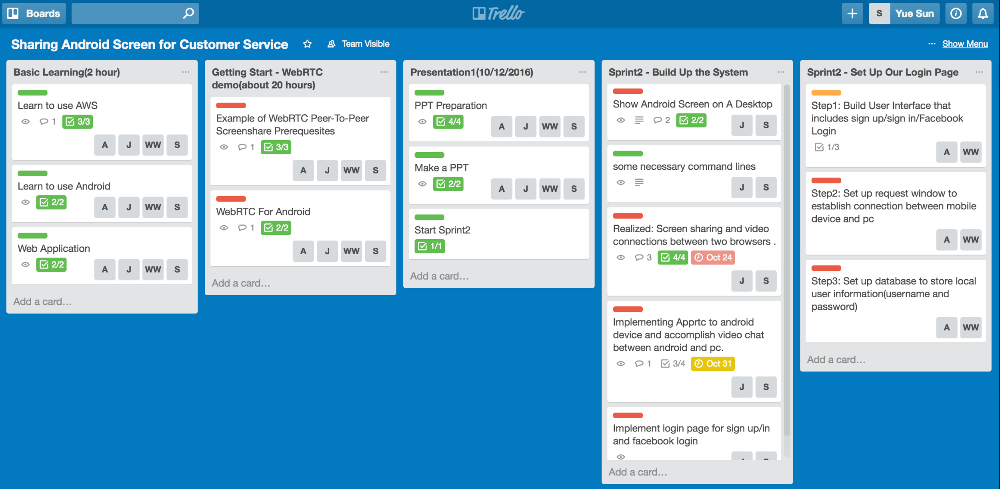 Boards
Trello
S
Yue Sun
Sharing Android Screen for Customer Service
Team Visible
... Show Menu
Basic Learning(2 hour)
Learn to use AWS
1
3/3
A J WW S
Learn to use Android
2/2
A J WW S
Web Application
2/2
A J WW S
Add a card...
Getting Start - WebRTC
demo(about 20 hours)
Example of WebRTC Peer-To-Peer
Screenshare Prerequesites
1
3/3
A J WW S
WebRTC For Android
1
2/2
A J WW S
Add a card...
Presentation1(10/12/2016)
PPT Preparation
4/4
A J WW S
Make a PPT
2/2
A J WW S
Start Sprint2
1/1
Add a card...
Sprint2 - Build Up the System
Show Android Screen on A Desktop
2
2/2
J S
some necessary command lines
J S
Realized: Screen sharing and video
connections between two browsers .
3
4/4
Oct 24
J S
Implementing Apprtc to android
device and accomplish video chat
between android and pc.
1
3/4
Oct 31
J S
Implement login page for sign up/in
and facebook login
Add a card...
Sprint2 - Set Up Our Login Page
Step1: Build User Interface that
includes sign up/sign in/Facebook
Login
1/3
A WW
Step2: Set up request window to
establish connection between mobile
device and pc
A WW
Step3: Set up database to store local
user information(username and
password)
A WW
Add a card...